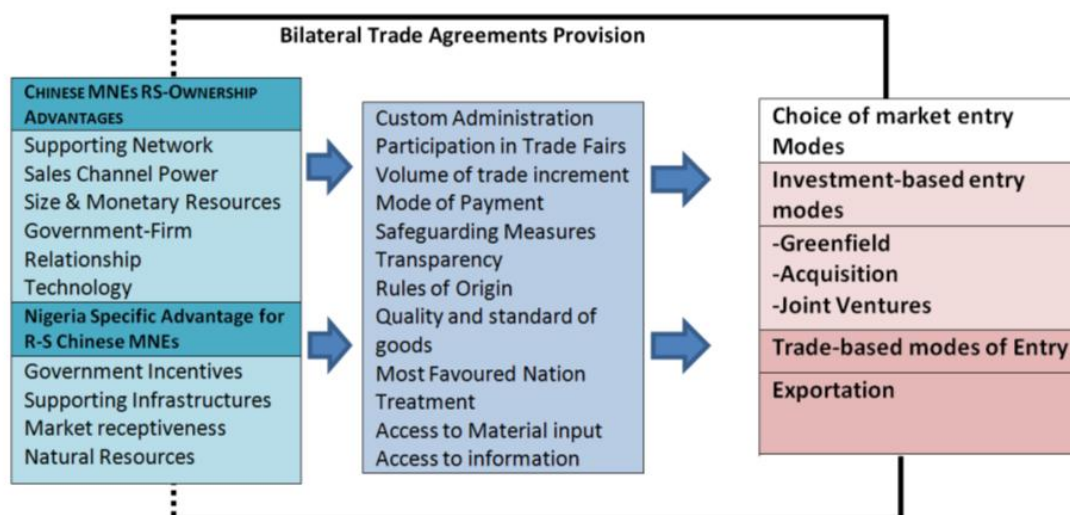 Bilateral Trade Agreements Provision
CHINESE MNES RS-OWNERSHIP
ADVANTAGES
Supporting Network
Sales Channel Power
Size & Monetary Resources
Government-Firm
Relationship
Technology
Nigeria Specific Advantage for
R-S Chinese MNEs
Government Incentives
Supporting Infrastructures
Market receptiveness
Natural Resources
Custom Administration
Participation in Trade Fairs
Volume of trade increment
Mode of Payment
Safeguarding Measures
Transparency
Rules of Origin
Quality and standard of
goods
Most Favoured Nation
Treatment
Access to Material input
Access to information
Choice of market entry
Modes
Investment-based entry
modes
-Greenfield
-Acquisition
-Joint Ventures
Trade-based modes of Entry
Exportation